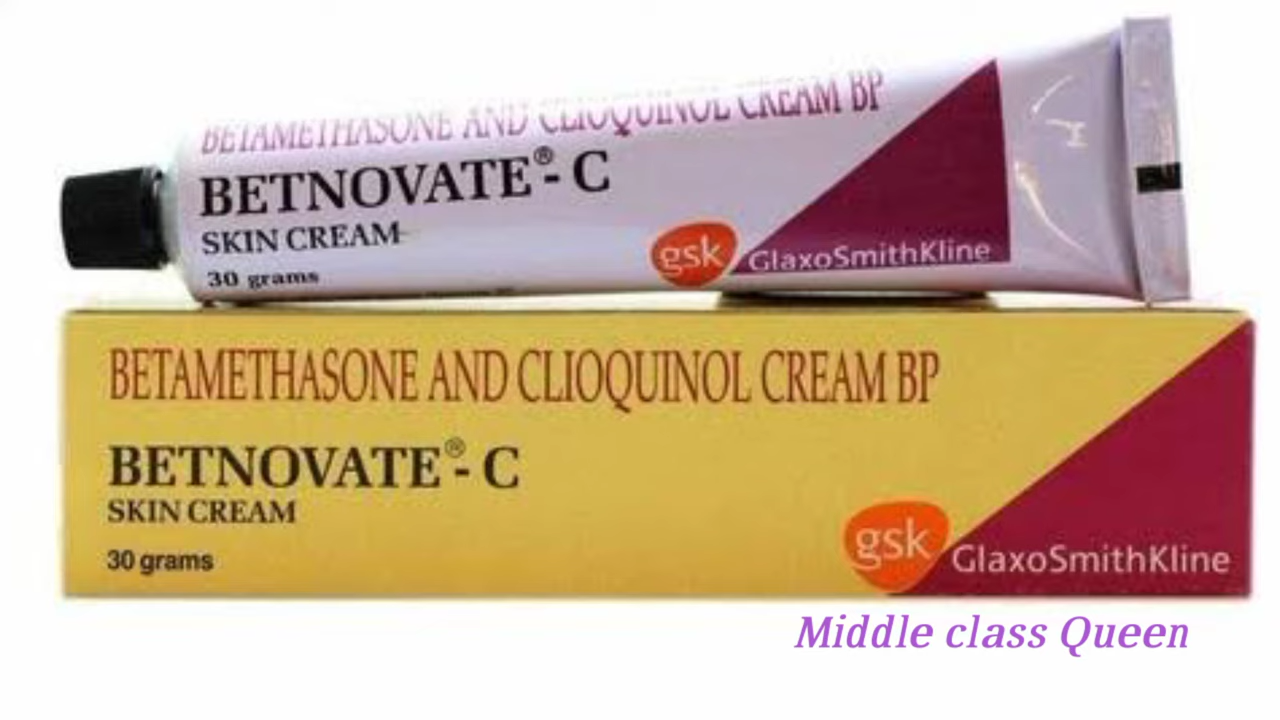 BETAMETHASONE AND CLIOQUINOL CREAM BP
BETNOVATE®- C
SKIN CREAM
30 grams
gsk GlaxoSmithKline
BETAMETHASONE AND CLIOQUINOL CREAM BP
BETNOVATE®- C
SKIN CREAM
30 grams
gsk GlaxoSmithKline
Middle class Queen